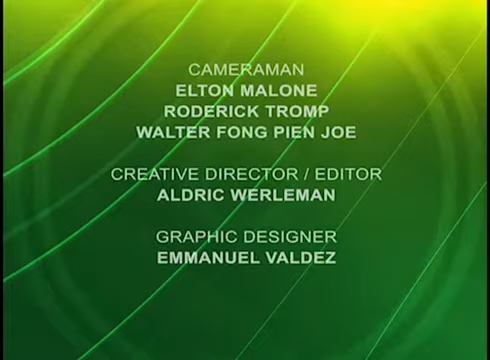 CAMERAMAN
ELTON MALONE
RODERICK TROMP
WALTER FONG PIEN JOE
CREATIVE DIRECTOR / EDITOR
ALDRIC WERLEMAN
GRAPHIC DESIGNER
EMMANUEL VALDEZ